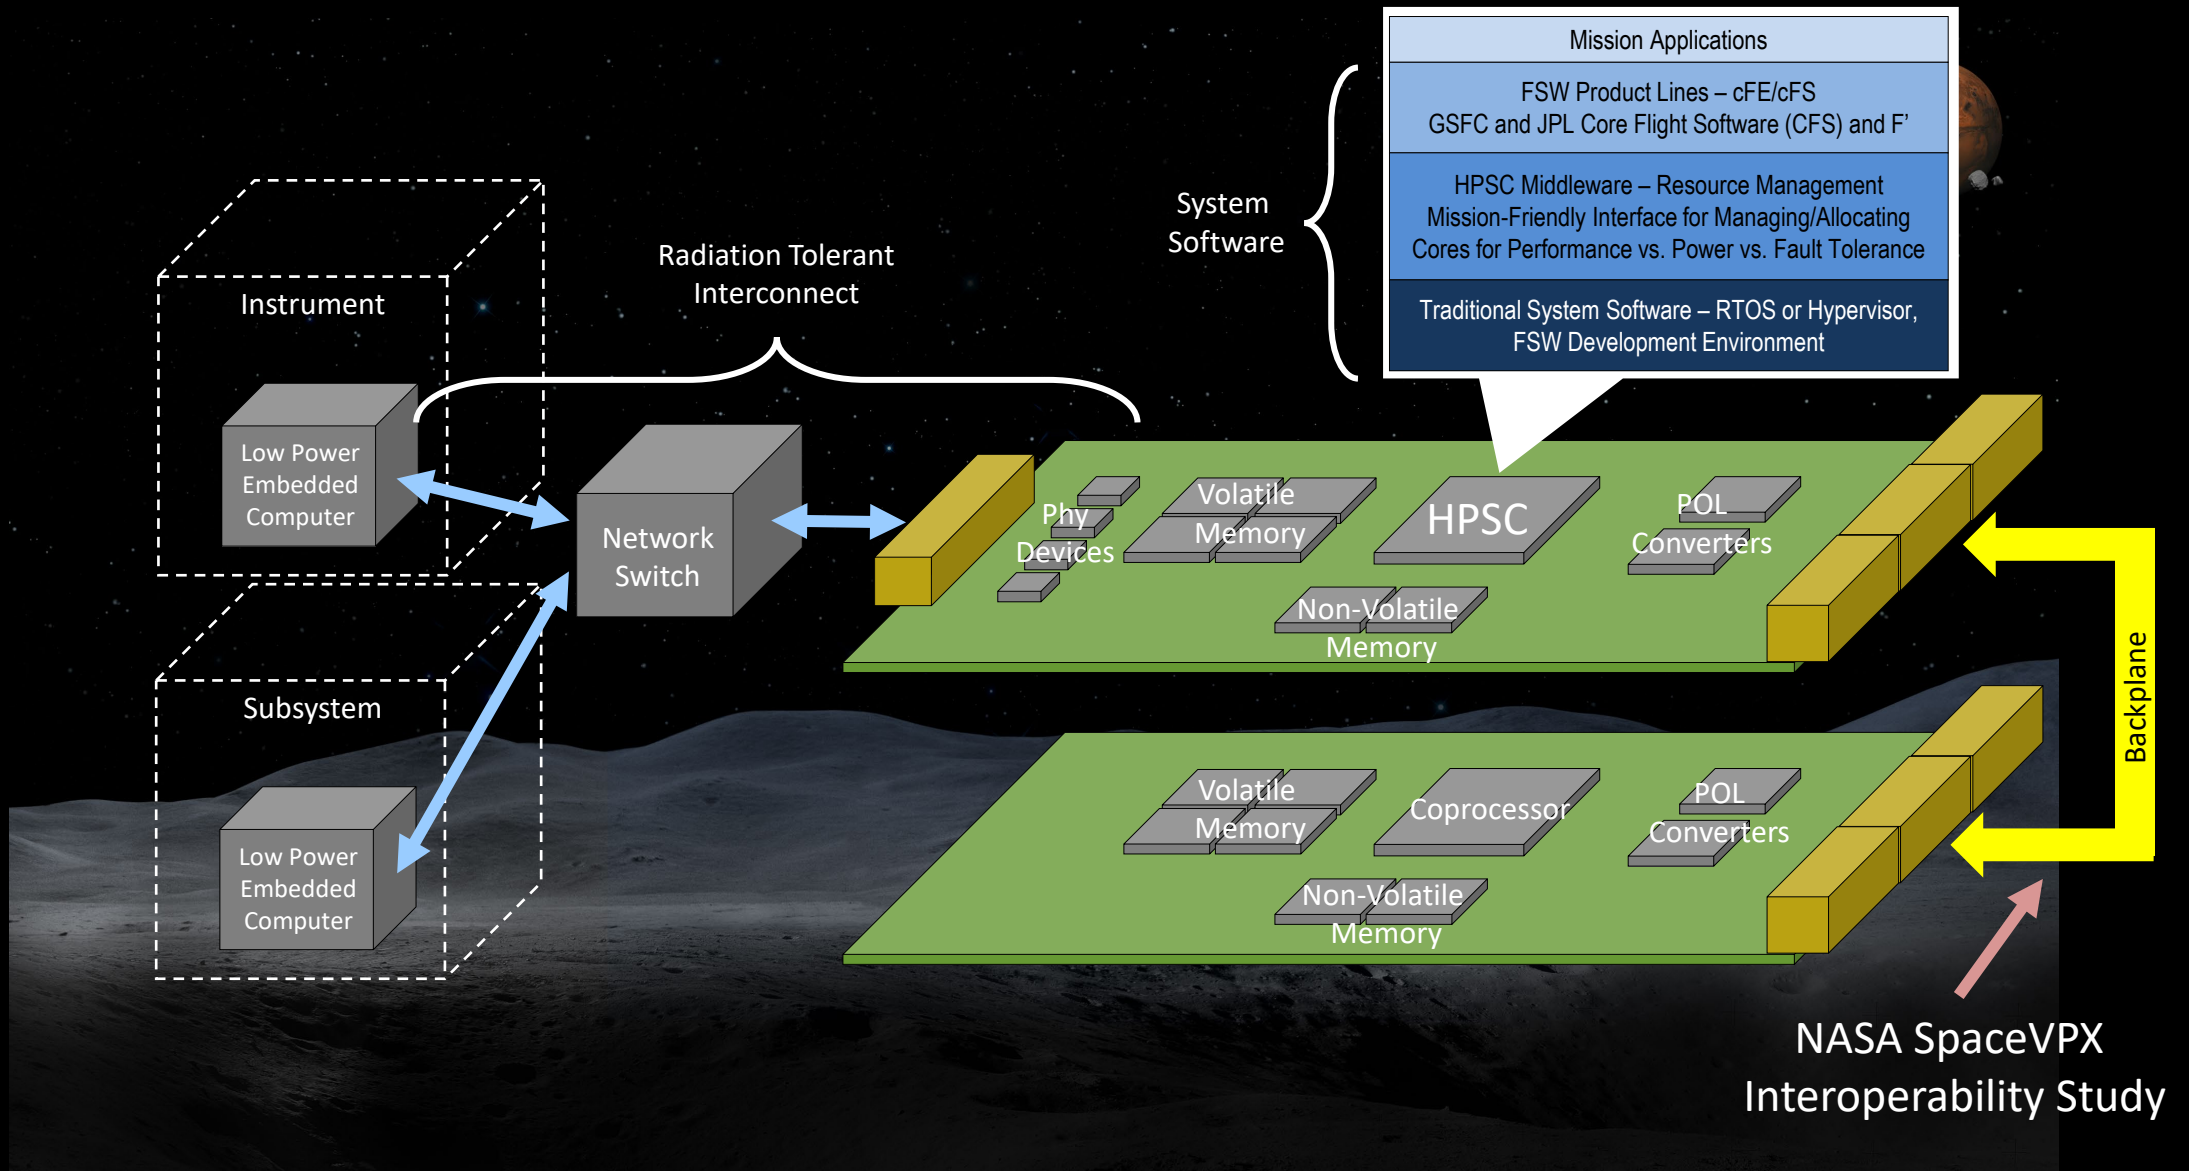 Mission Applications
FSW Product Lines – cFE/cFS
GSFC and JPL Core Flight Software (CFS) and F’
HPSC Middleware – Resource Management
Mission-Friendly Interface for Managing/Allocating
Cores for Performance vs. Power vs. Fault Tolerance
Traditional System Software – RTOS or Hypervisor,
FSW Development Environment
System
Software
Radiation Tolerant
Interconnect
Instrument
Low Power
Embedded
Computer
Network
Switch
Phy
Devices
Volatile
Memory
HPSC
POL
Converters
Non-Volatile
Memory
Backplane
Subsystem
Low Power
Embedded
Computer
Volatile
Memory
Coprocessor
POL
Converters
Non-Volatile
Memory
NASA SpaceVPX
Interoperability Study